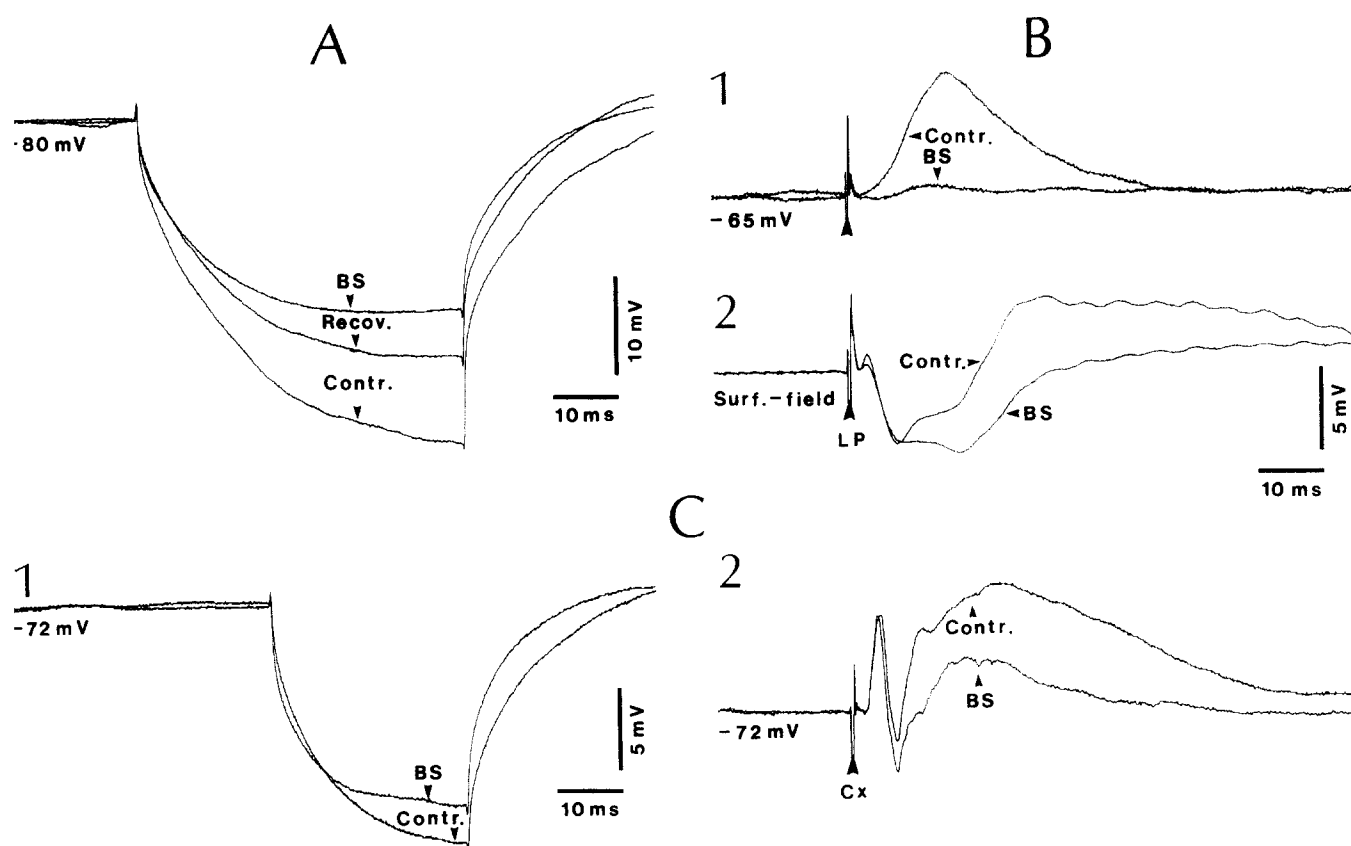 A
-80 mV
BS
Recov.
Contr.
10 mV
10 ms
B
1
Contr.
BS
-65 mV
2
Contr.
Surf.-field
BS
LP
5 mV
10 ms
C
1
-72 mV
BS
Contr.
5 mV
10 ms
2
Contr.
BS
-72 mV
Cx